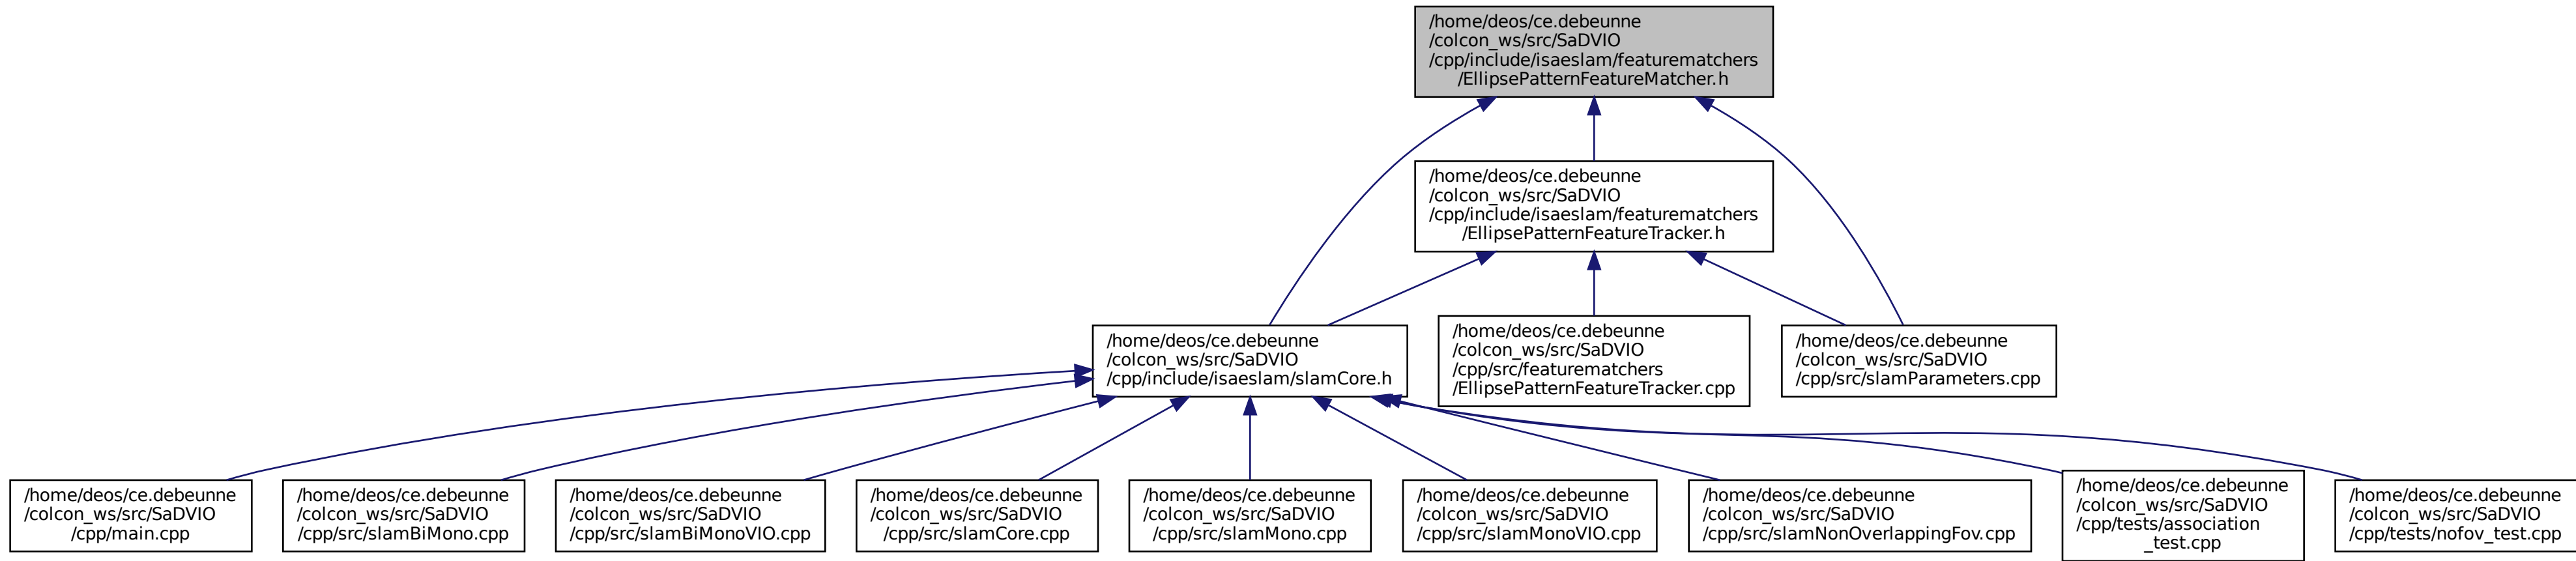 /home/deos/ce.debeunne
/colcon_ws/src/SaDVIO
/cpp/include/isaeslam/featurematchers
/EllipsePatternFeatureMatcher.h
/home/deos/ce.debeunne
/colcon_ws/src/SaDVIO
/cpp/include/isaeslam/featurematchers
/EllipsePatternFeatureTracker.h
/home/deos/ce.debeunne
/colcon_ws/src/SaDVIO
/cpp/include/isaeslam/slamCore.h
/home/deos/ce.debeunne
/colcon_ws/src/SaDVIO
/cpp/src/featurematchers
/EllipsePatternFeatureTracker.cpp
/home/deos/ce.debeunne
/colcon_ws/src/SaDVIO
/cpp/src/slamParameters.cpp
/home/deos/ce.debeunne
/colcon_ws/src/SaDVIO
/cpp/main.cpp
/home/deos/ce.debeunne
/colcon_ws/src/SaDVIO
/cpp/src/slamBiMono.cpp
/home/deos/ce.debeunne
/colcon_ws/src/SaDVIO
/cpp/src/slamBiMonoVIO.cpp
/home/deos/ce.debeunne
/colcon_ws/src/SaDVIO
/cpp/src/slamCore.cpp
/home/deos/ce.debeunne
/colcon_ws/src/SaDVIO
/cpp/src/slamMono.cpp
/home/deos/ce.debeunne
/colcon_ws/src/SaDVIO
/cpp/src/slamMonoVIO.cpp
/home/deos/ce.debeunne
/colcon_ws/src/SaDVIO
/cpp/src/slamNonOverlappingFov.cpp
/home/deos/ce.debeunne
/colcon_ws/src/SaDVIO
/cpp/tests/association
_test.cpp
/home/deos/ce.debeunne
/colcon_ws/src/SaDVIO
/cpp/tests/nofov_test.cpp